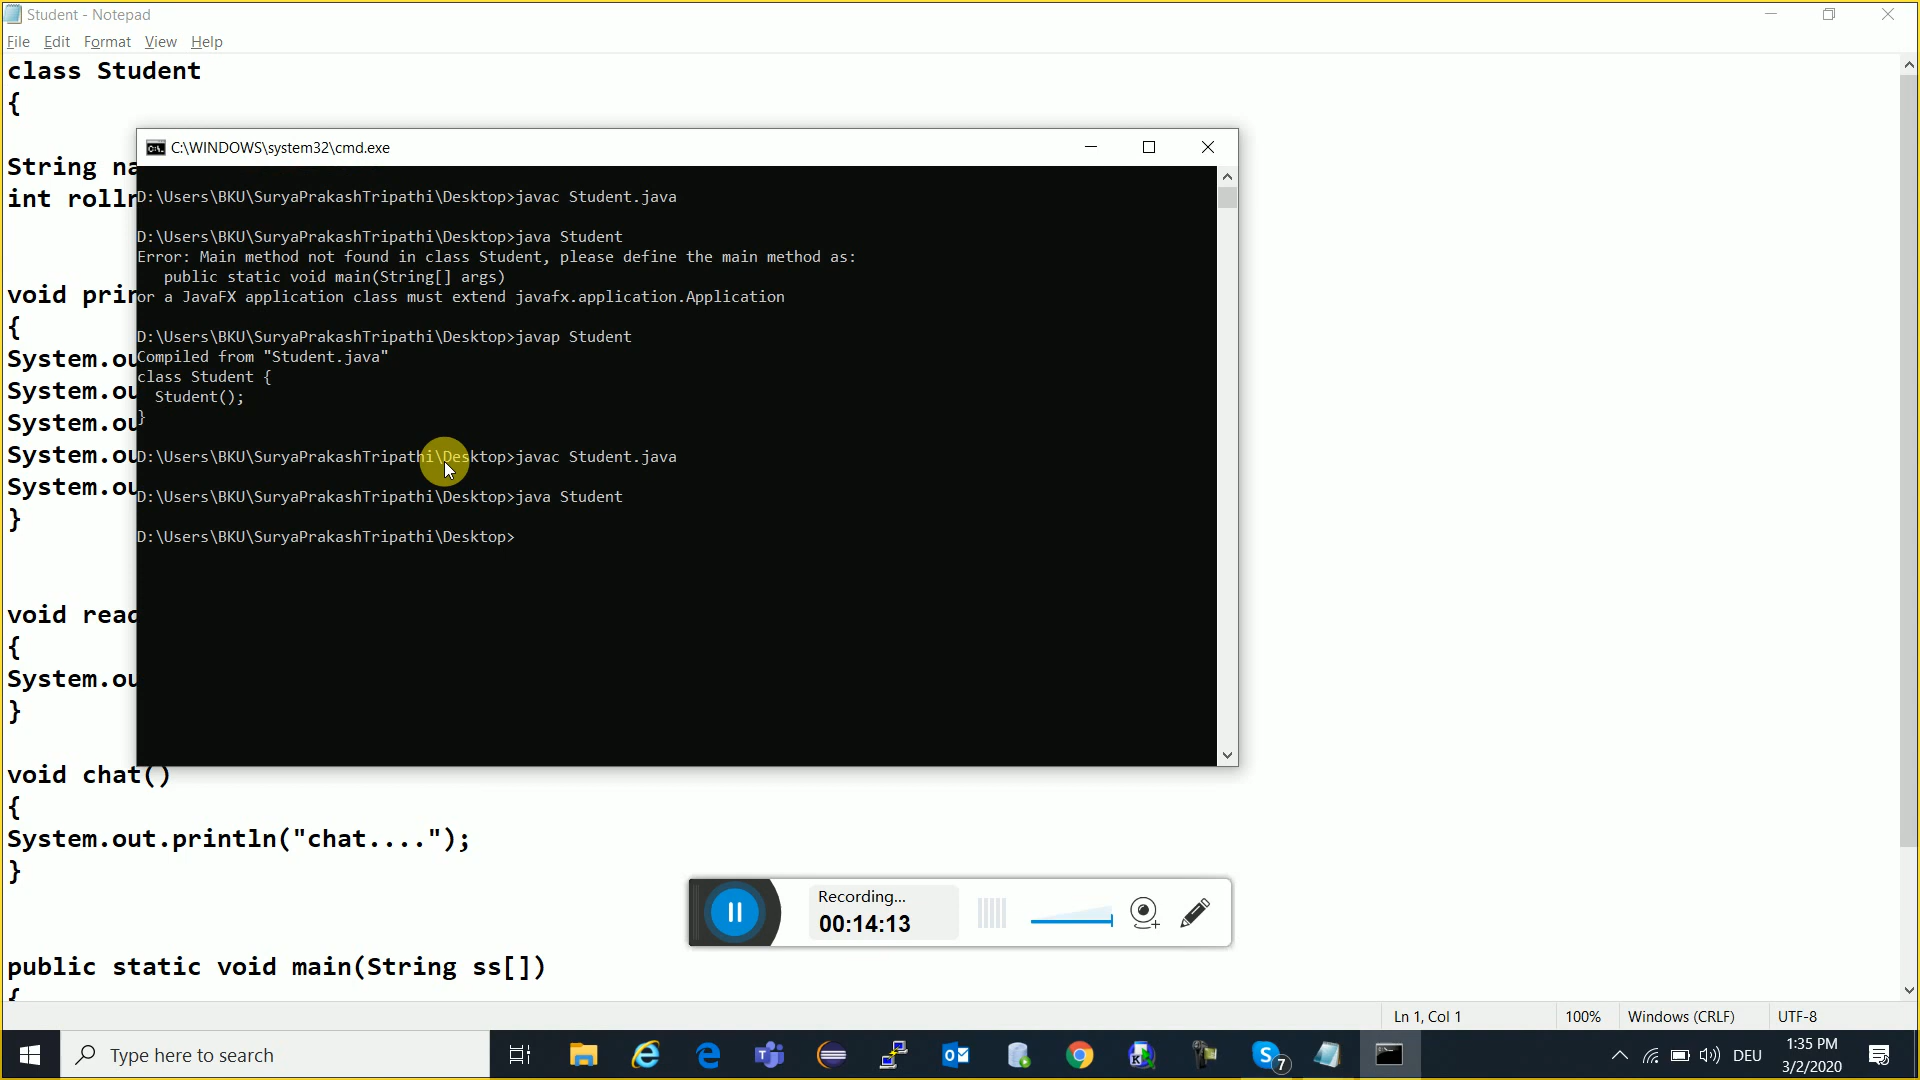 Student - Notepad
File Edit Format View Help
class Student
{
String na
int rolln
void prin
{
System.ou
System.ou
System.ou
System.ou
System.ou
}
void read
{
System.ou
}
void chat()
{
System.out.println("chat....");
}
public static void main(String ss[])
{
C:\WINDOWS\system32\cmd.exe
D:\Users\BKU\SuryaPrakashTripathi\Desktop>javac Student.java
D:\Users\BKU\SuryaPrakashTripathi\Desktop>java Student
Error: Main method not found in class Student, please define the main method as:
public static void main(String[] args)
or a JavaFX application class must extend javafx.application.Application
D:\Users\BKU\SuryaPrakashTripathi\Desktop>javap Student
Compiled from "Student.java"
class Student {
Student();
}
D:\Users\BKU\SuryaPrakashTripathi\Desktop>javac Student.java
D:\Users\BKU\SuryaPrakashTripathi\Desktop>java Student
D:\Users\BKU\SuryaPrakashTripathi\Desktop>
Recording...
00:14:13
Ln 1, Col 1 100% Windows (CRLF) UTF-8
Type here to search
7
DEU
1:35 PM
3/2/2020